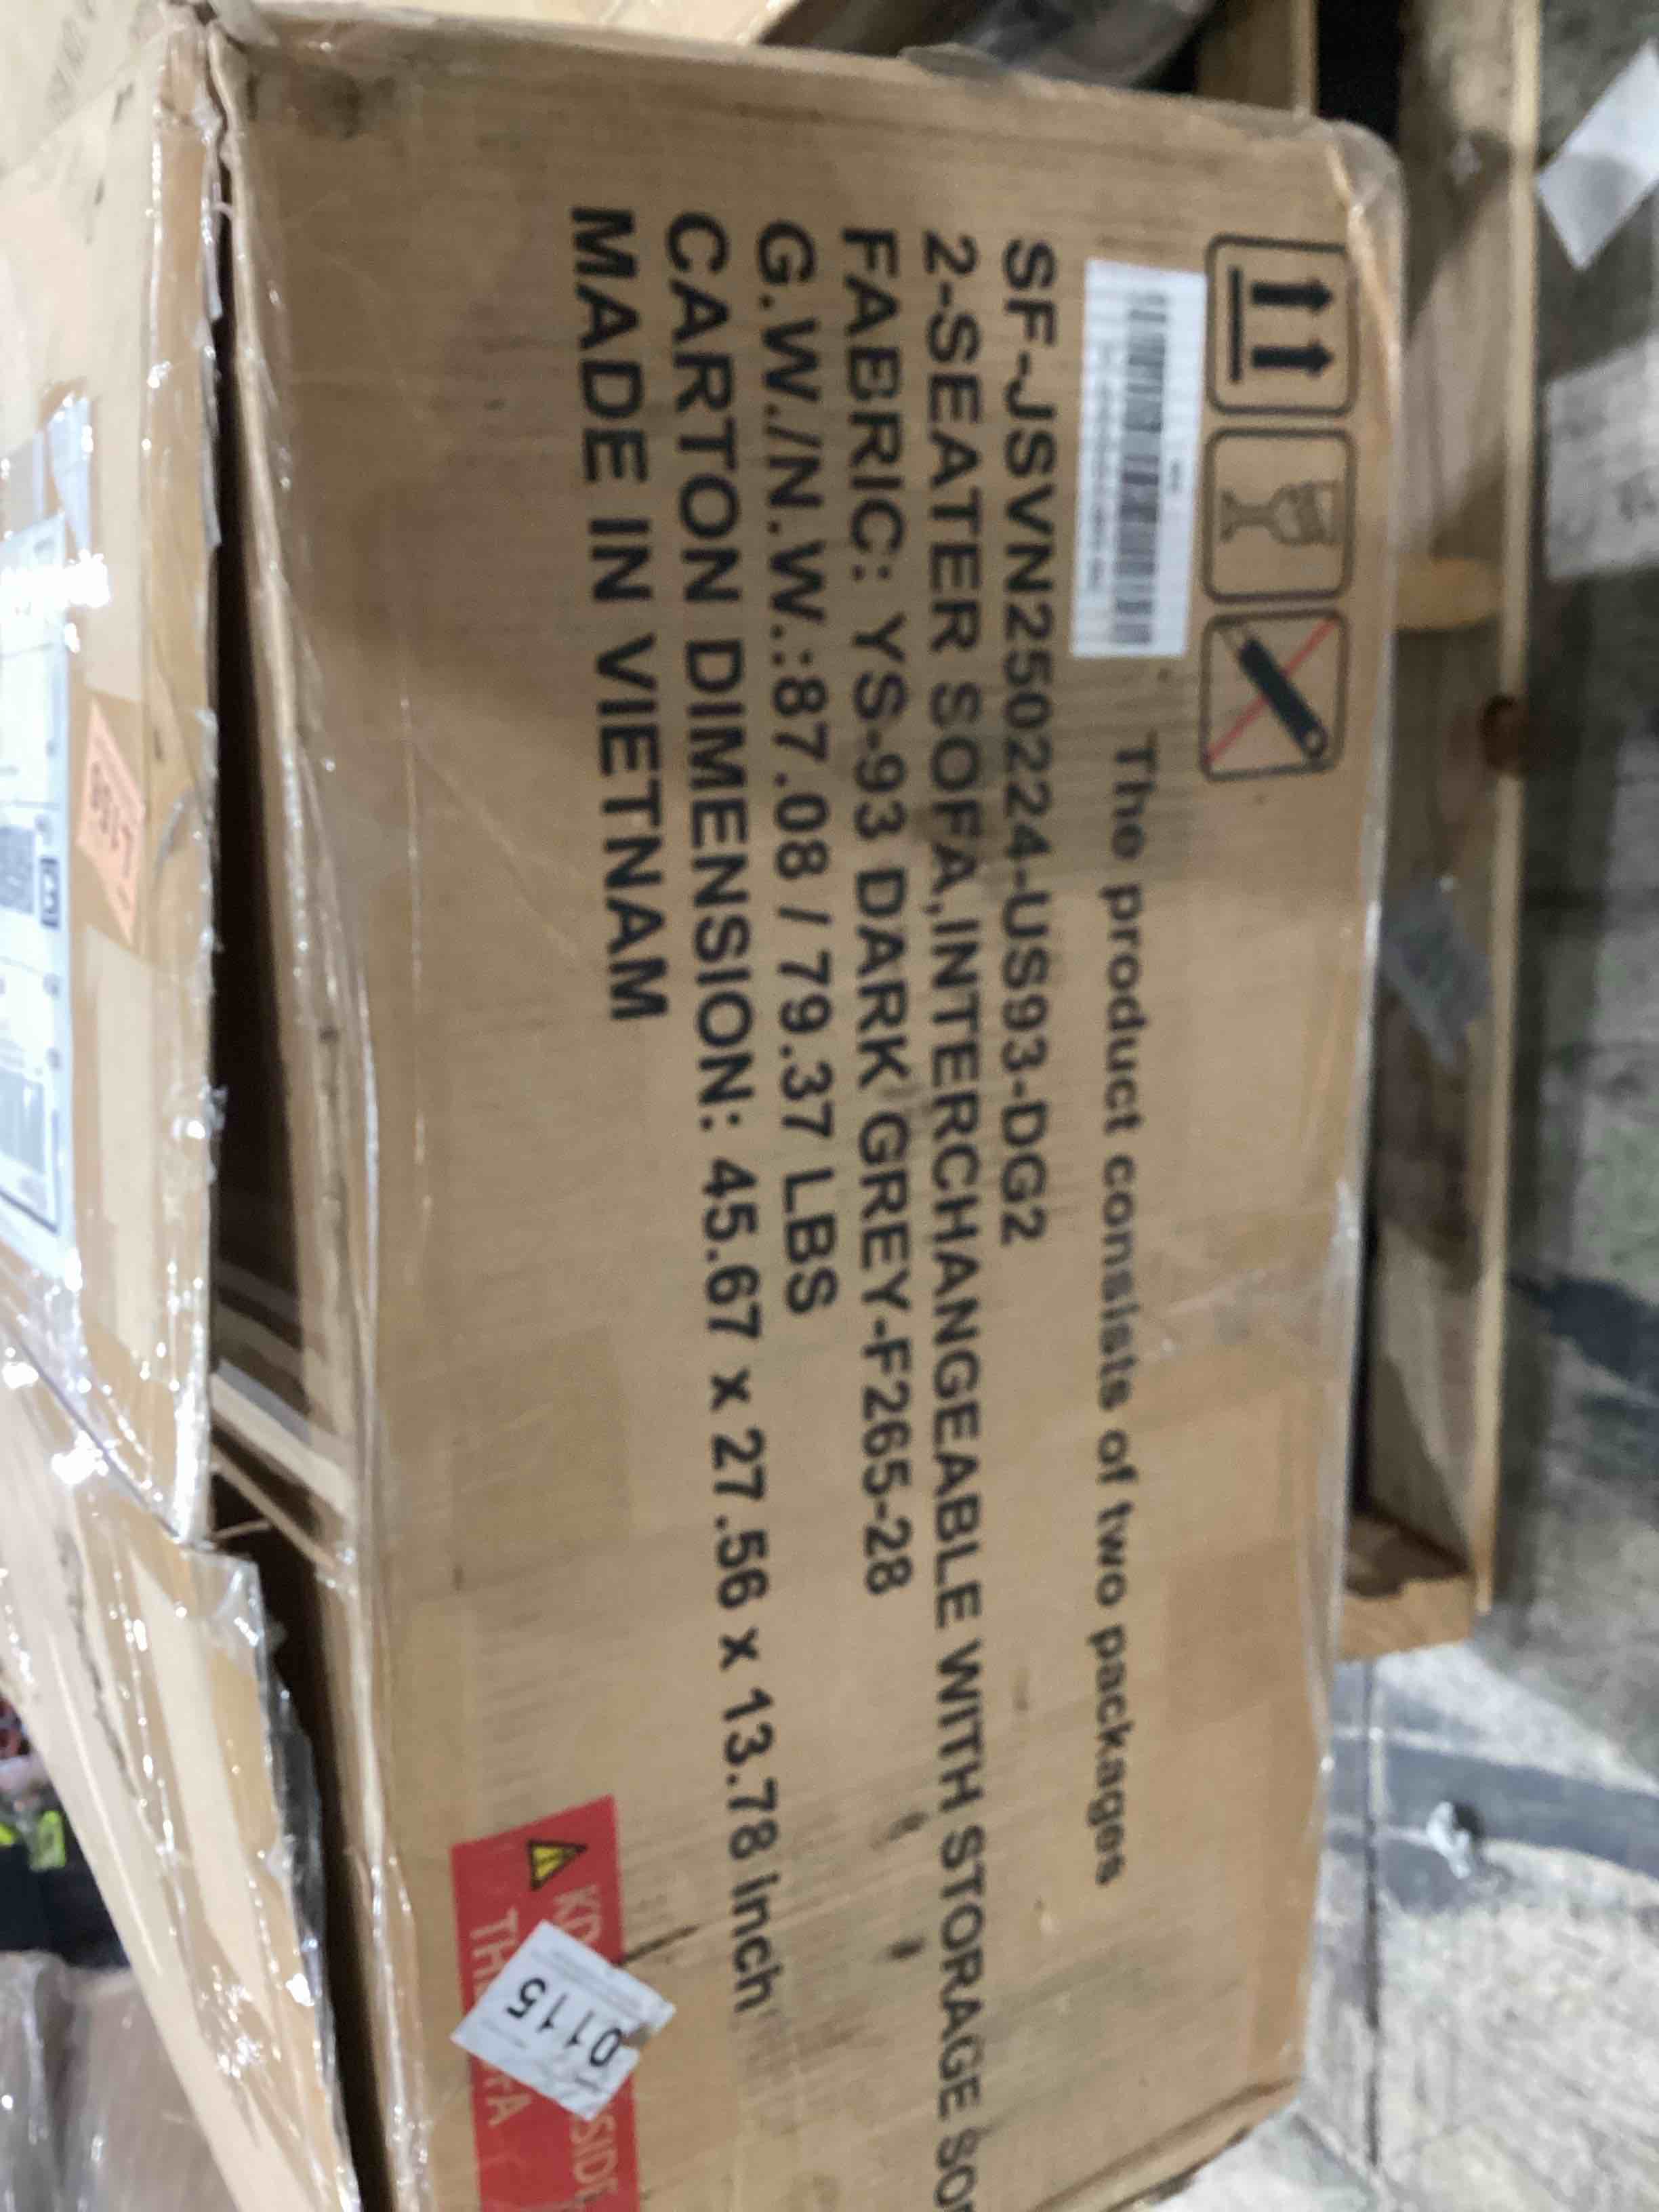 The product consists of two packages
SF-JSVN250224-US93-DG2
2-SEATER SOFA,INTERCHANGEABLE WITH STORAGE
FABRIC: YS-93 DARK GREY-F265-28
G.W./N.W.:87.08 / 79.37 LBS
CARTON DIMENSION: 45.67 x 27.56 x 13.78 inch
MADE IN VIETNAM
01115